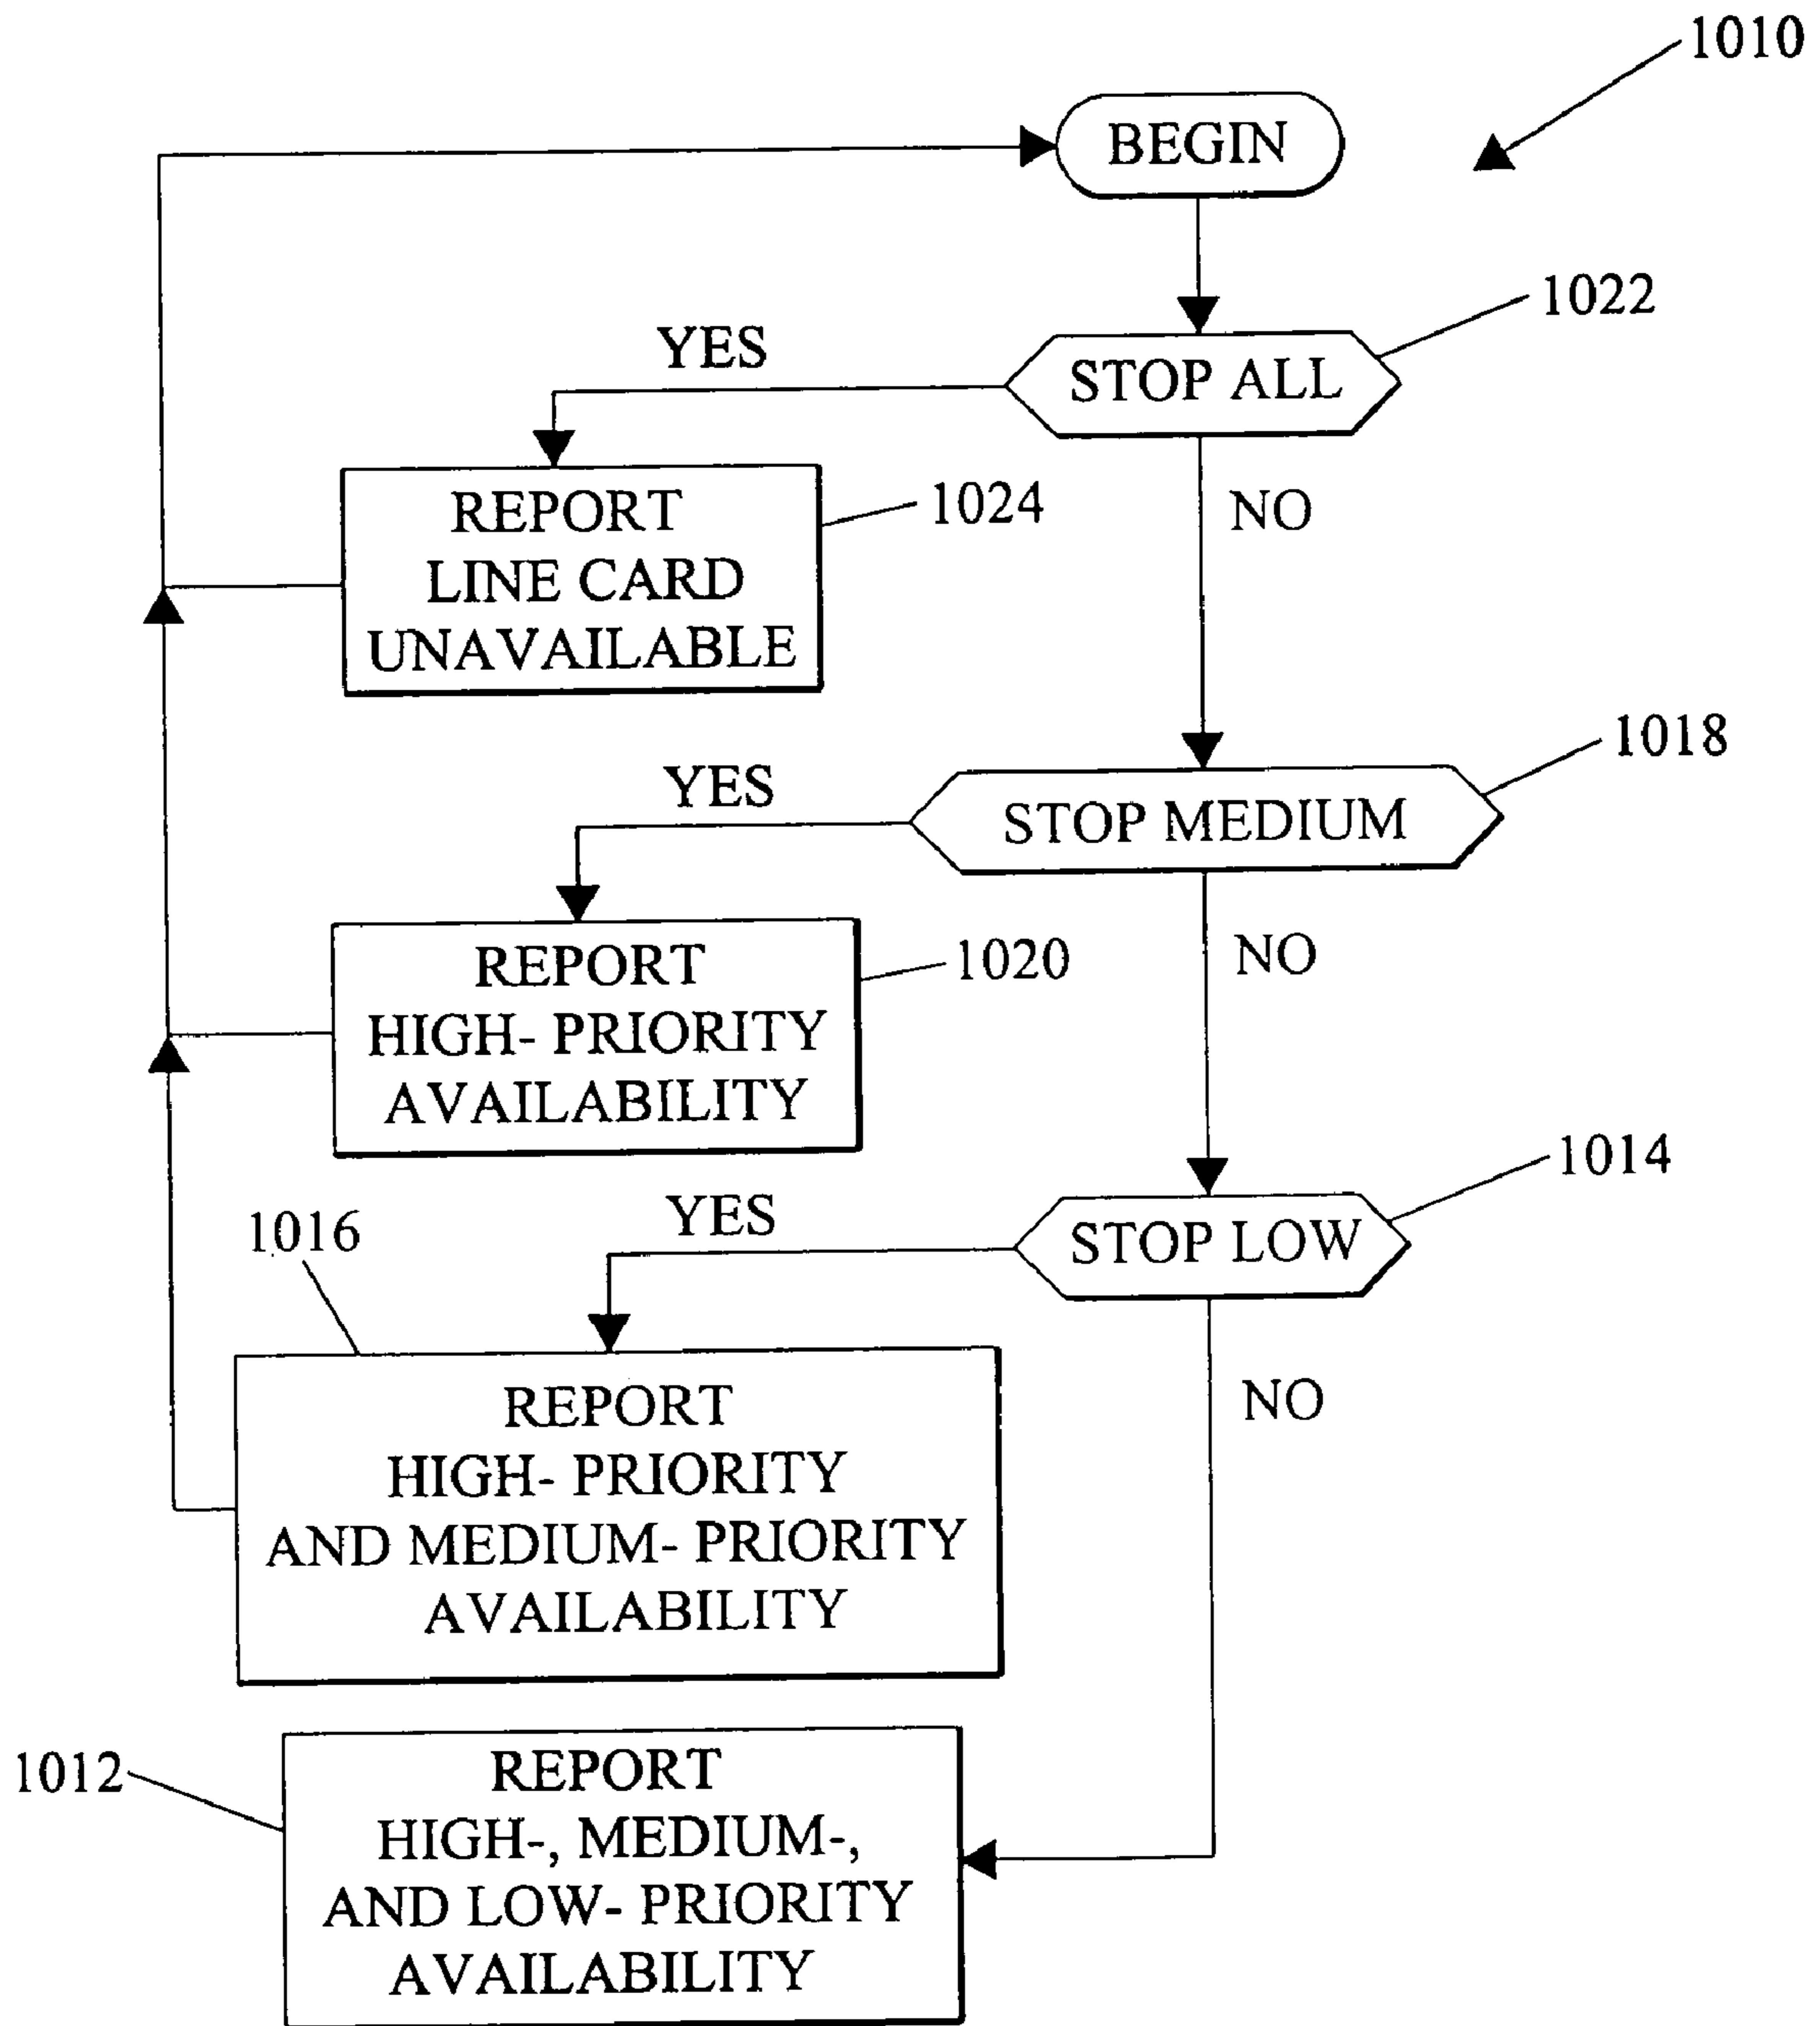 1010
BEGIN
1022
YES
STOP ALL
REPORT
LINE CARD
UNAVAILABLE
1024
NO
1018
YES
STOP MEDIUM
REPORT
HIGH- PRIORITY
AVAILABILITY
1020
NO
1014
YES
STOP LOW
1016
REPORT
HIGH- PRIORITY
AND MEDIUM- PRIORITY
AVAILABILITY
NO
1012
REPORT
HIGH-, MEDIUM-,
AND LOW- PRIORITY
AVAILABILITY